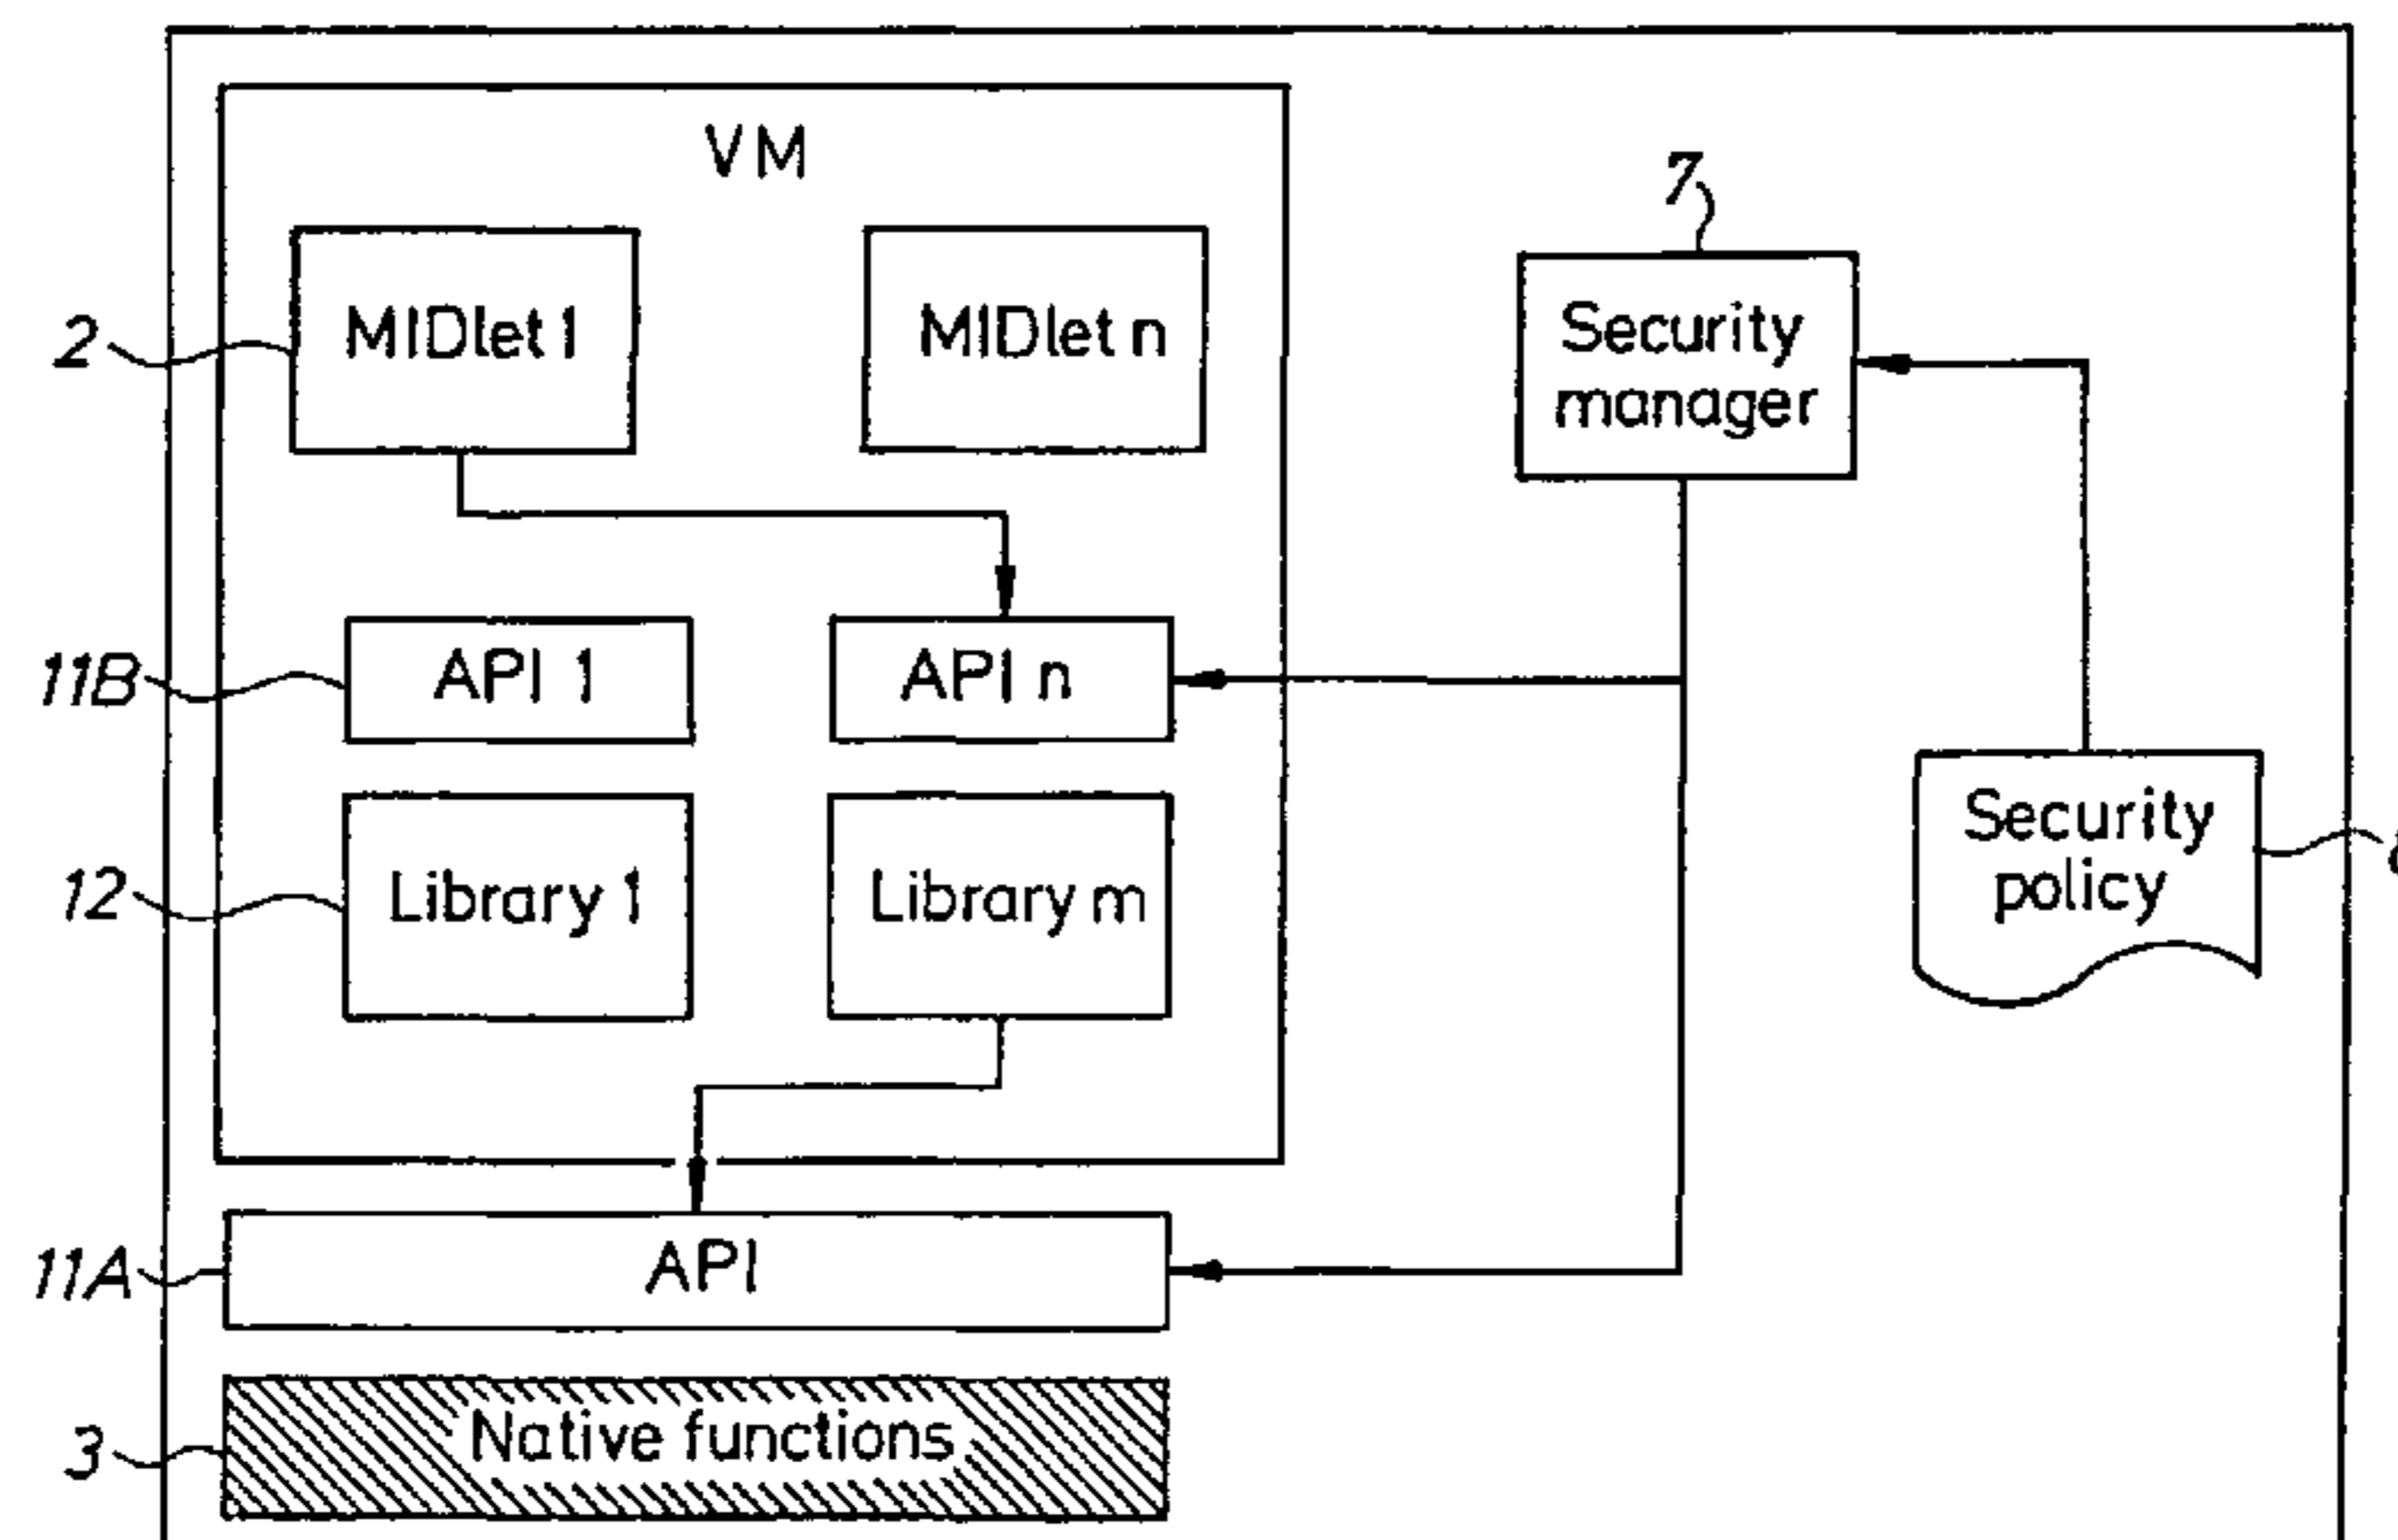 VM
7
2
MIDlet 1
MIDlet n
Security
manager
11B
API 1
API n
12
Library 1
Library m
Security
policy
11A
API
3
Native functions